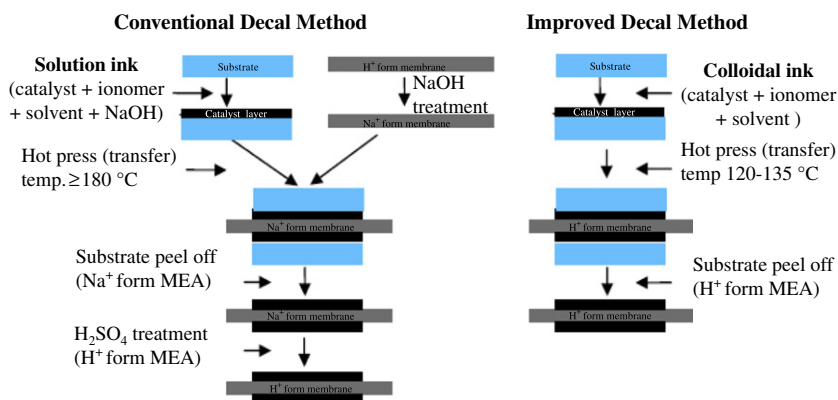 Conventional Decal Method
Solution ink
(catalyst + ionomer
+ solvent + NaOH)
Substrate
Catalyst layer
H⁺ form membrane
NaOH
treatment
Na⁺ form membrane
Hot press (transfer)
temp.≥180 °C
Na⁺ form membrane
Substrate peel off
(Na⁺ form MEA)
Na⁺ form membrane
H₂SO₄ treatment
(H⁺ form MEA)
H⁺ form membrane
Improved Decal Method
Substrate
Colloidal ink
(catalyst + ionomer
+ solvent )
Catalyst layer
Hot press (transfer)
temp 120-135 °C
H⁺ form membrane
Substrate peel off
(H⁺ form MEA)
H⁺ form membrane